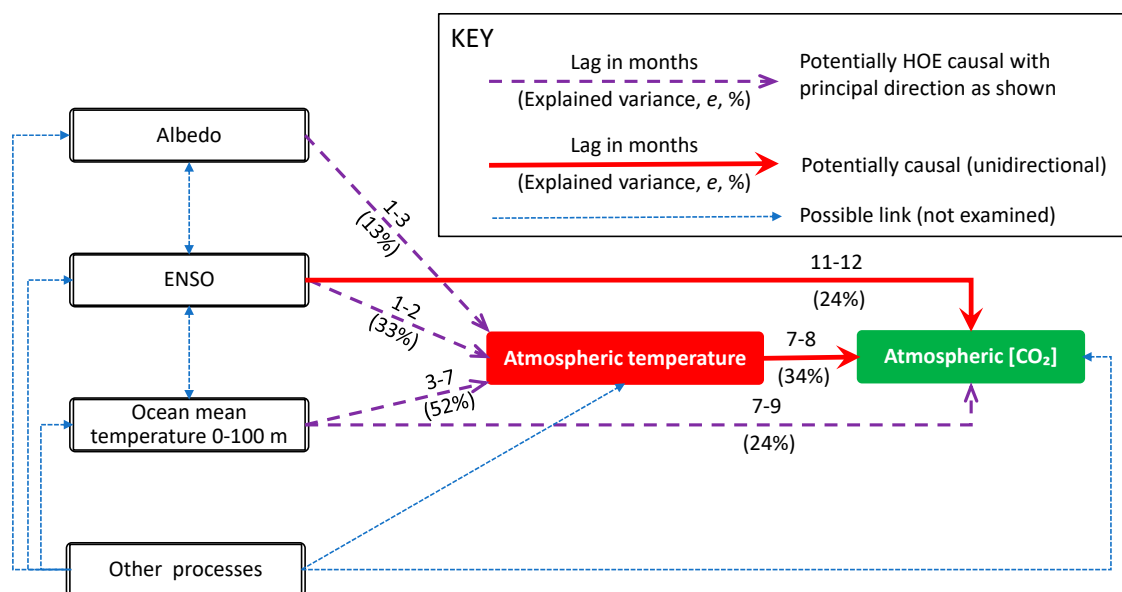 KEY
Lag in months
(Explained variance, e, %)
Potentially HOE causal with
principal direction as shown
Lag in months
(Explained variance, e, %)
Potentially causal (unidirectional)
Possible link (not examined)
Albedo
1-3
(13%)
ENSO
11-12
(24%)
1-2
(33%)
Atmospheric temperature
7-8
(34%)
Atmospheric [CO₂]
3-7
(52%)
Ocean mean
temperature 0-100 m
7-9
(24%)
Other processes